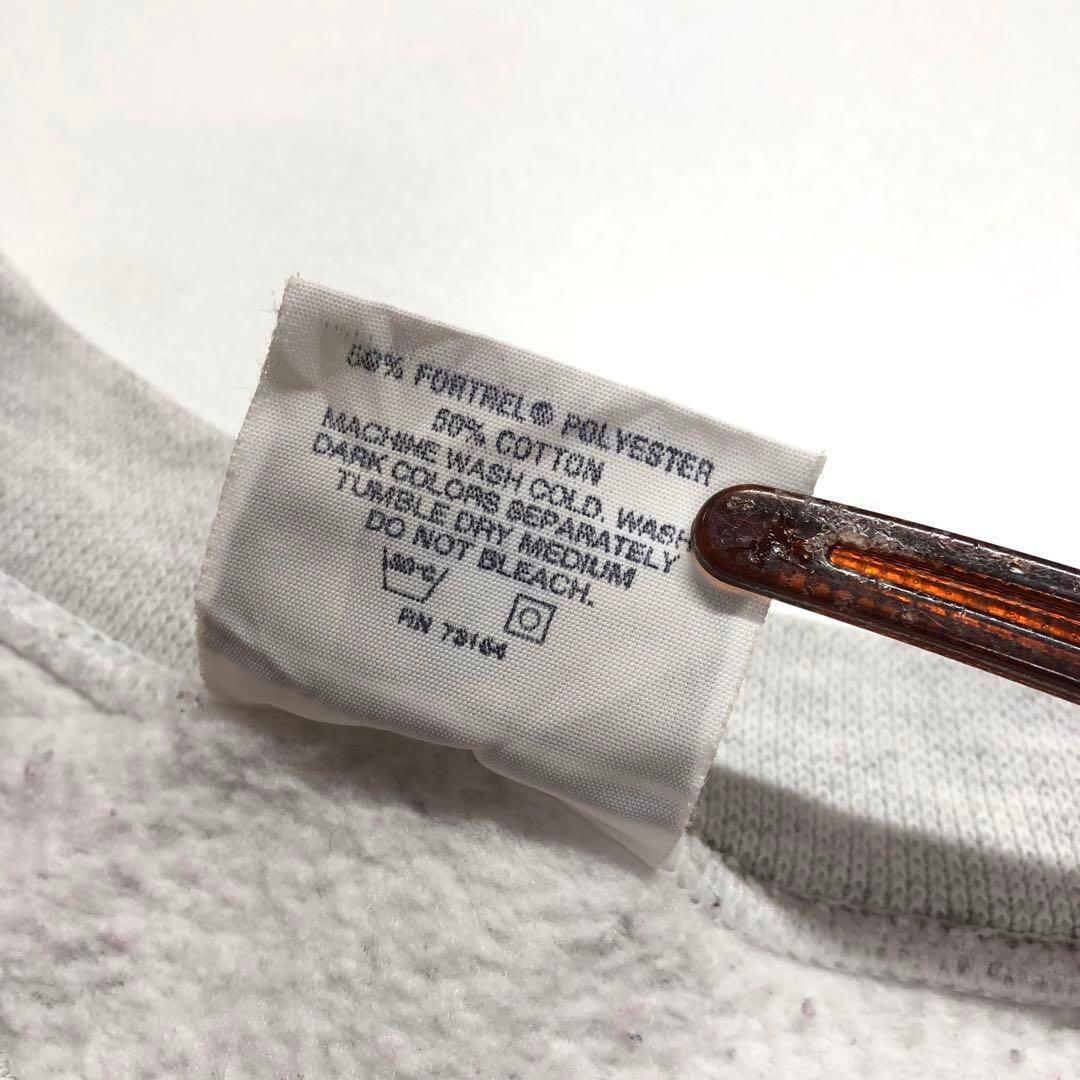 50% FORTREL® POLYESTER
50% COTTON
MACHINE WASH COLD. WASH
DARK COLORS SEPARATELY
TUMBLE DRY MEDIUM
DO NOT BLEACH.
RN